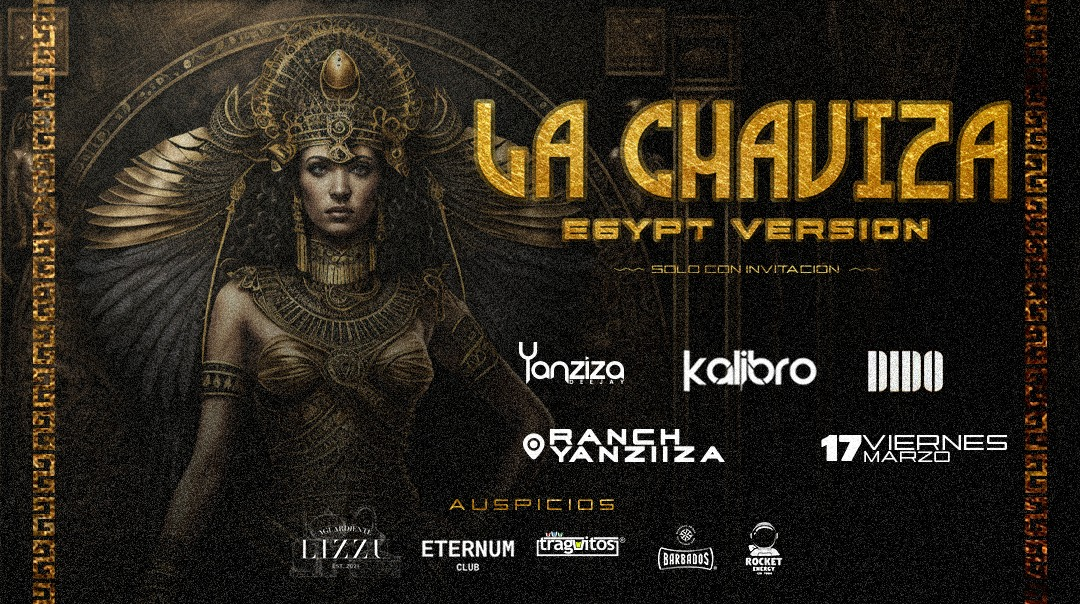 LA CHAVIZA
EGYPT VERSION
SOLO CON INVITACION
Yanziza
DEEJAY
kalibro
DIDO
RANCH
YANZIIZA
17 VIERNES
MARZO
AUSPICIOS
AGUARDIENTE
LIZZU
EST. 2021
ETERNUM
CLUB
traguitos®
BARBADOS®
ROCKET
ENERGY